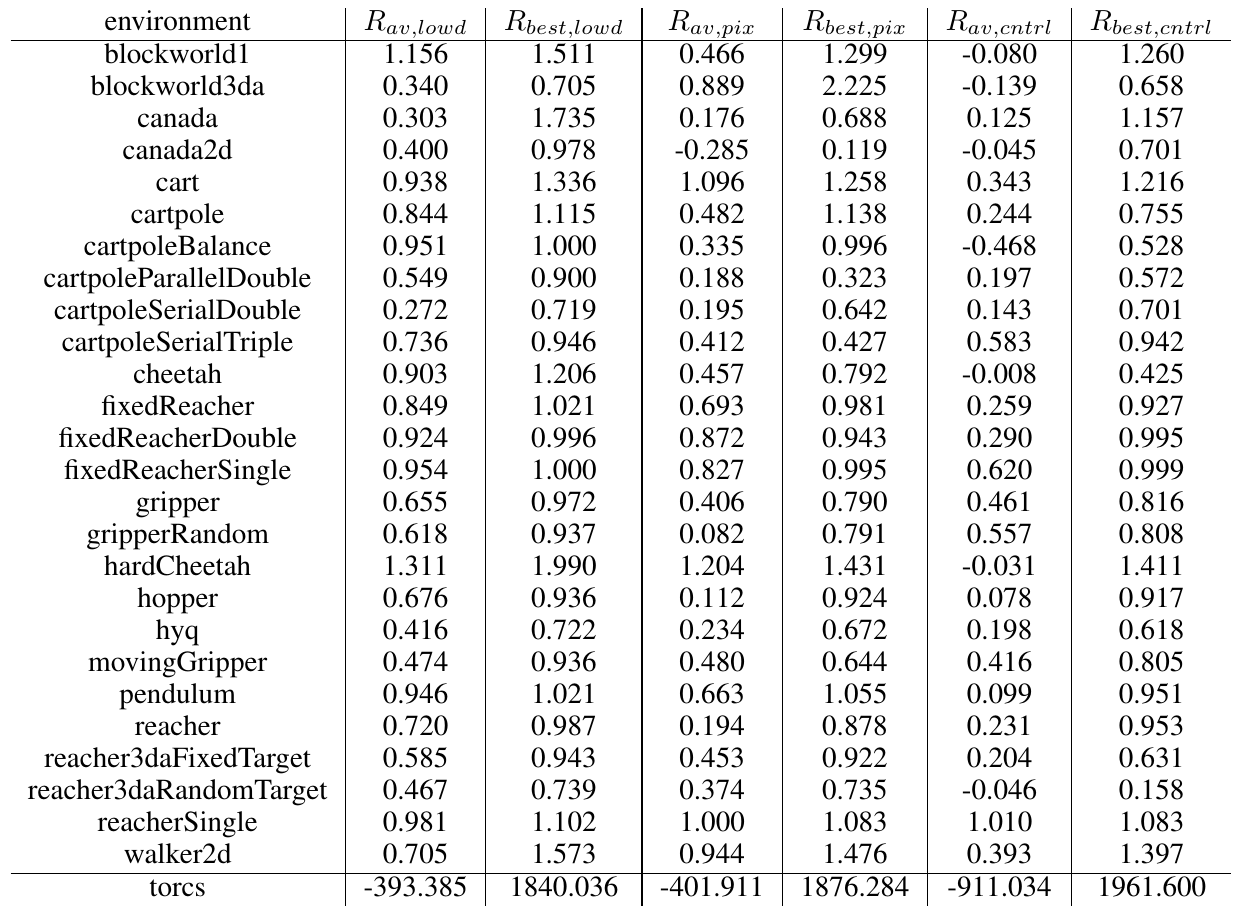 environment R_{av,lowd} R_{best,lowd} R_{av,pix} R_{best,pix} R_{av,cntrl} R_{best,cntrl}
blockworld1 1.156 1.511 0.466 1.299 -0.080 1.260
blockworld3da 0.340 0.705 0.889 2.225 -0.139 0.658
canada 0.303 1.735 0.176 0.688 0.125 1.157
canada2d 0.400 0.978 -0.285 0.119 -0.045 0.701
cart 0.938 1.336 1.096 1.258 0.343 1.216
cartpole 0.844 1.115 0.482 1.138 0.244 0.755
cartpoleBalance 0.951 1.000 0.335 0.996 -0.468 0.528
cartpoleParallelDouble 0.549 0.900 0.188 0.323 0.197 0.572
cartpoleSerialDouble 0.272 0.719 0.195 0.642 0.143 0.701
cartpoleSerialTriple 0.736 0.946 0.412 0.427 0.583 0.942
cheetah 0.903 1.206 0.457 0.792 -0.008 0.425
fixedReacher 0.849 1.021 0.693 0.981 0.259 0.927
fixedReacherDouble 0.924 0.996 0.872 0.943 0.290 0.995
fixedReacherSingle 0.954 1.000 0.827 0.995 0.620 0.999
gripper 0.655 0.972 0.406 0.790 0.461 0.816
gripperRandom 0.618 0.937 0.082 0.791 0.557 0.808
hardCheetah 1.311 1.990 1.204 1.431 -0.031 1.411
hopper 0.676 0.936 0.112 0.924 0.078 0.917
hyq 0.416 0.722 0.234 0.672 0.198 0.618
movingGripper 0.474 0.936 0.480 0.644 0.416 0.805
pendulum 0.946 1.021 0.663 1.055 0.099 0.951
reacher 0.720 0.987 0.194 0.878 0.231 0.953
reacher3daFixedTarget 0.585 0.943 0.453 0.922 0.204 0.631
reacher3daRandomTarget 0.467 0.739 0.374 0.735 -0.046 0.158
reacherSingle 0.981 1.102 1.000 1.083 1.010 1.083
walker2d 0.705 1.573 0.944 1.476 0.393 1.397
torcs -393.385 1840.036 -401.911 1876.284 -911.034 1961.600